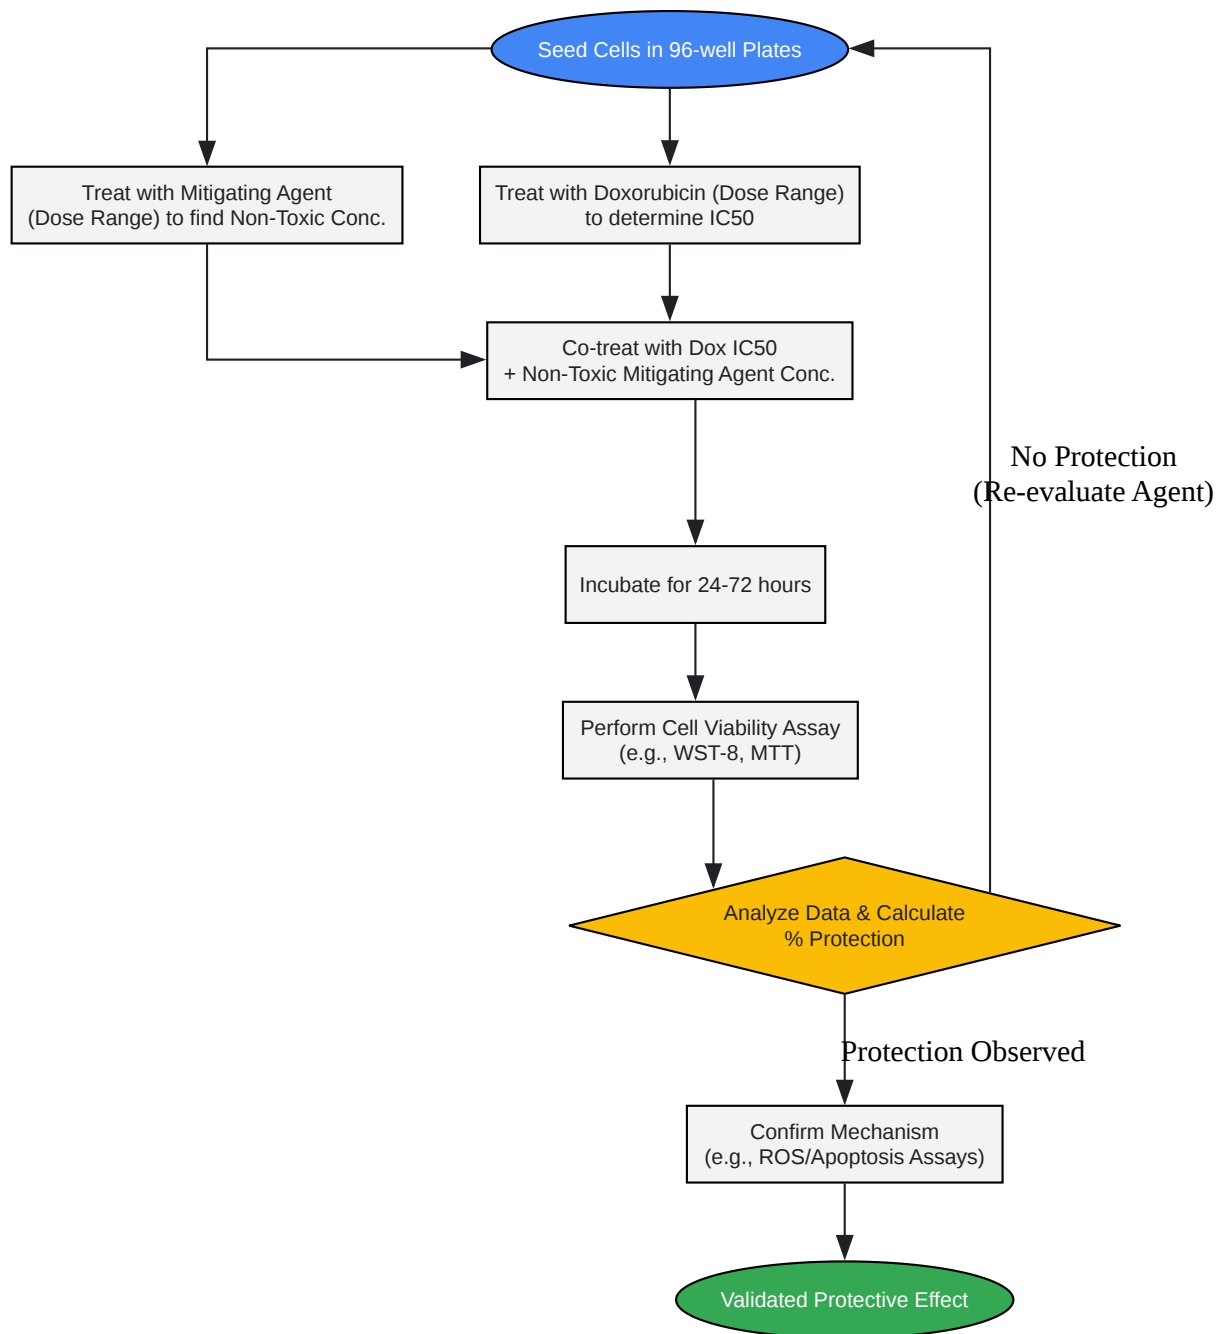 Seed Cells in 96-well Plates
Treat with Mitigating Agent
(Dose Range) to find Non-Toxic Conc.
Treat with Doxorubicin (Dose Range)
to determine IC50
Co-treat with Dox IC50
+ Non-Toxic Mitigating Agent Conc.
No Protection
(Re-evaluate Agent)
Incubate for 24-72 hours
Perform Cell Viability Assay
(e.g., WST-8, MTT)
Analyze Data & Calculate
% Protection
Protection Observed
Confirm Mechanism
(e.g., ROS/Apoptosis Assays)
Validated Protective Effect